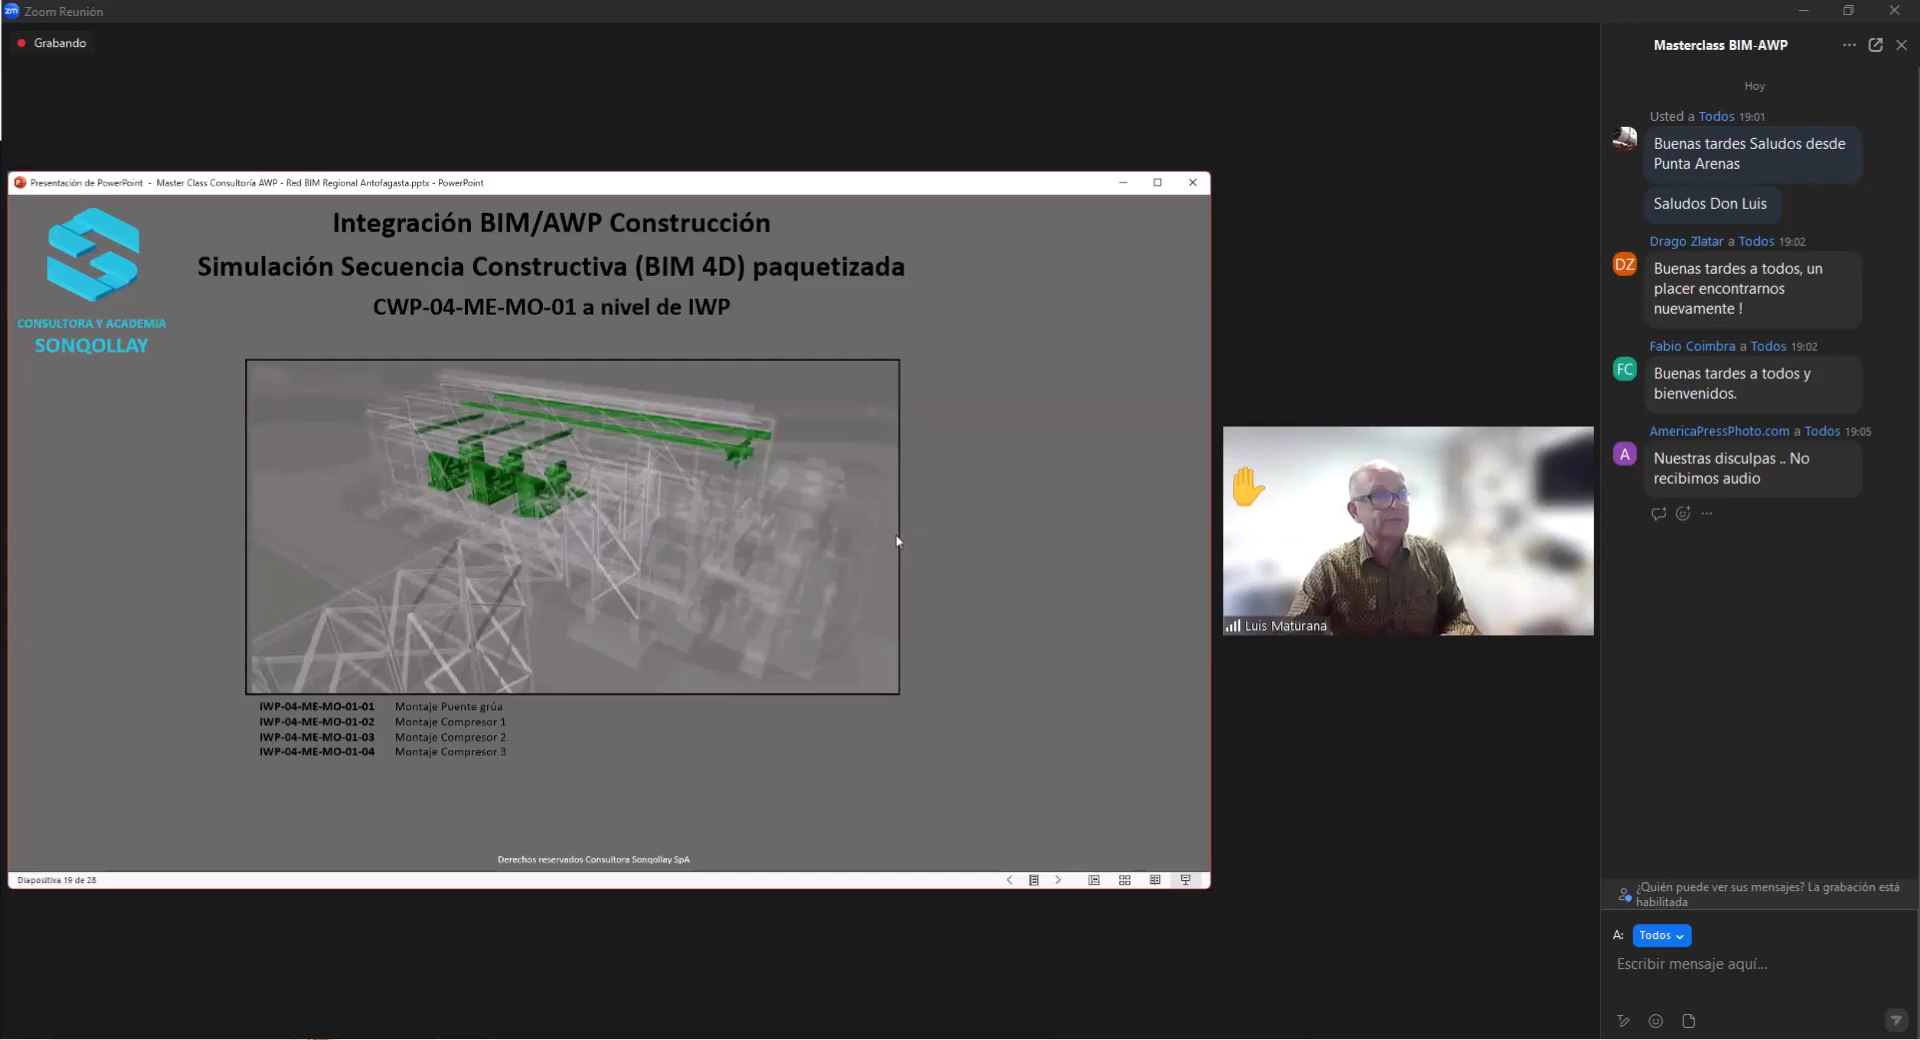 zm Zoom Reunión
Grabando
Presentación de PowerPoint - Master Class Consultoría AWP - Red BIM Regional Antofagasta.pptx - PowerPoint
Integración BIM/AWP Construcción
Simulación Secuencia Constructiva (BIM 4D) paquetizada
CWP-04-ME-MO-01 a nivel de IWP
CONSULTORA Y ACADEMIA
SONQOLLAY
IWP-04-ME-MO-01-01 Montaje Puente grúa
IWP-04-ME-MO-01-02 Montaje Compresor 1
IWP-04-ME-MO-01-03 Montaje Compresor 2
IWP-04-ME-MO-01-04 Montaje Compresor 3
Derechos reservados Consultora Sonqollay SpA
Diapositiva 19 de 28
Luis Maturana
Masterclass BIM-AWP
Hoy
Usted a Todos 19:01
Buenas tardes Saludos desde
Punta Arenas
Saludos Don Luis
Drago Zlatar a Todos 19:02
DZ
Buenas tardes a todos, un
placer encontrarnos
nuevamente !
Fabio Coimbra a Todos 19:02
FC
Buenas tardes a todos y
bienvenidos.
AmericaPressPhoto.com a Todos 19:05
A
Nuestras disculpas .. No
recibimos audio
¿Quién puede ver sus mensajes? La grabación está
habilitada
A: Todos
Escribir mensaje aquí...